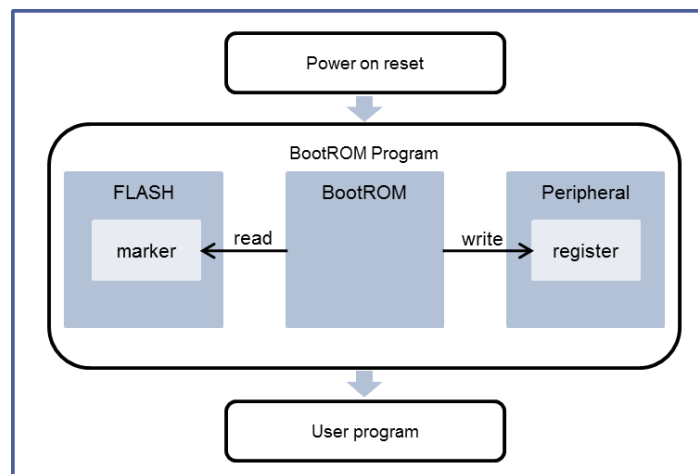 Power on reset
BootROM Program
FLASH
BootROM
Peripheral
marker
read
write
register
User program